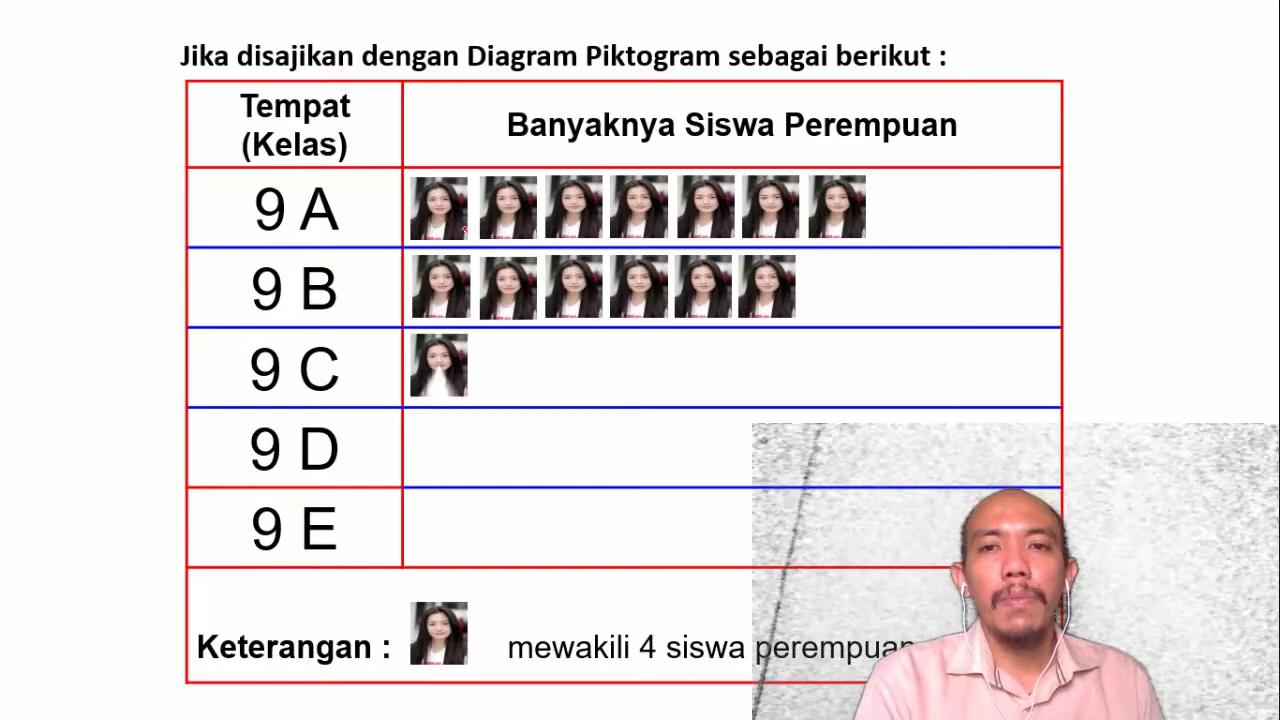 Jika disajikan dengan Diagram Piktogram sebagai berikut :
Tempat
(Kelas)
Banyaknya Siswa Perempuan
9 A
9 B
9 C
9 D
9 E
Keterangan :
mewakili 4 siswa perempuan